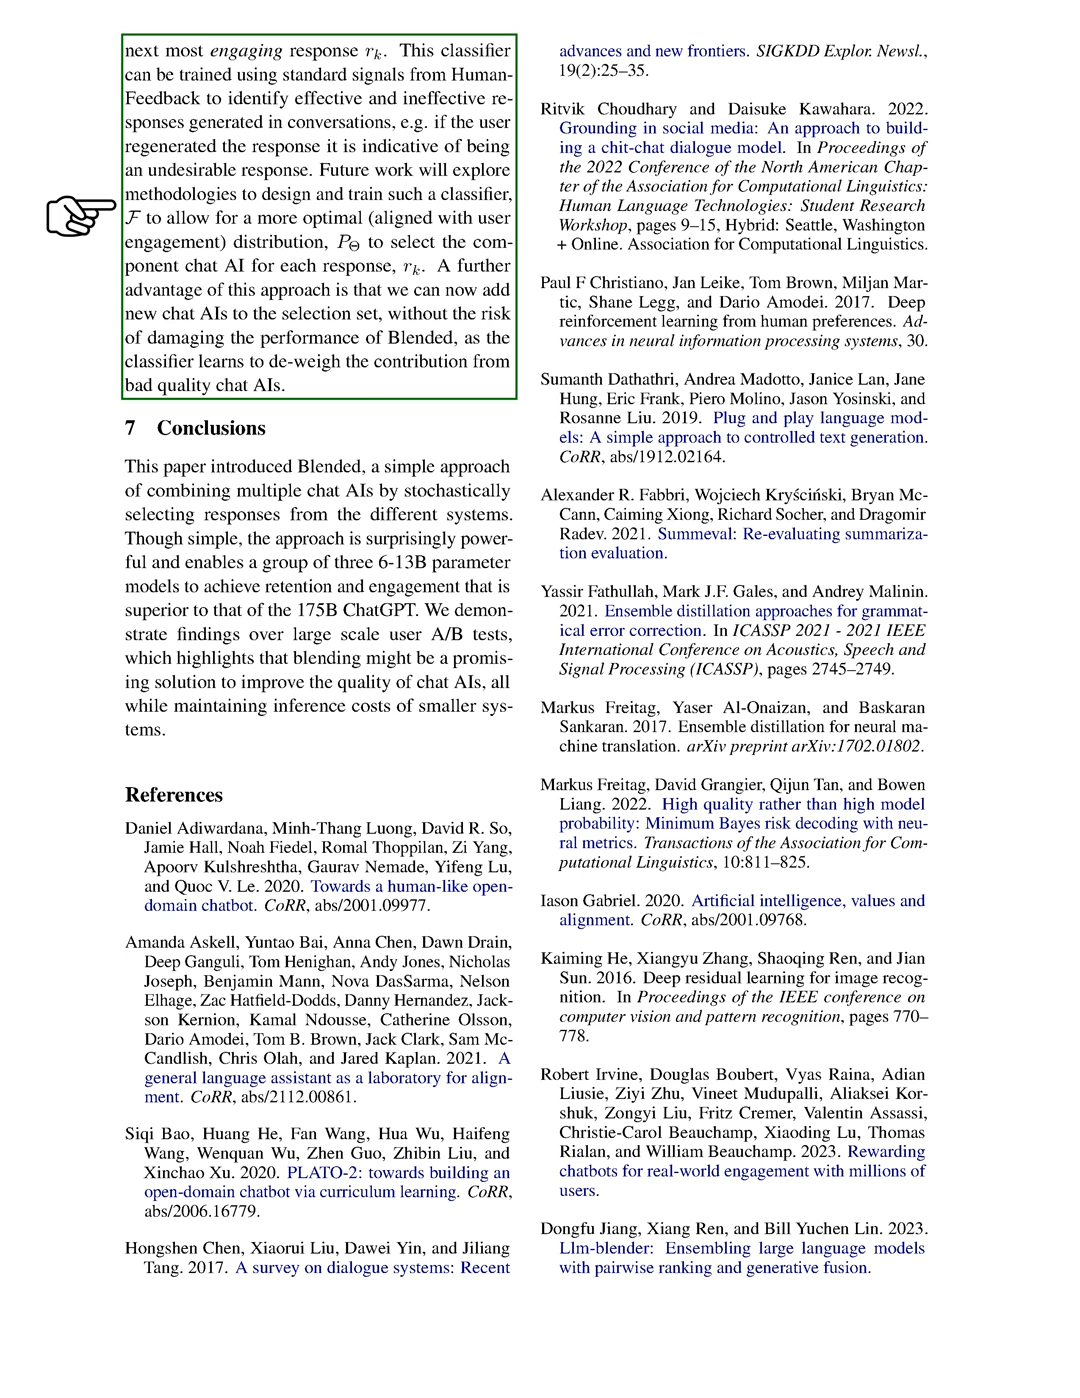 next most engaging response rk. This classifier
can be trained using standard signals from Human-
Feedback to identify effective and ineffective re-
sponses generated in conversations, e.g. if the user
regenerated the response it is indicative of being
an undesirable response. Future work will explore
methodologies to design and train such a classifier,
F to allow for a more optimal (aligned with user
engagement) distribution, PΘ to select the com-
ponent chat AI for each response, rk. A further
advantage of this approach is that we can now add
new chat AIs to the selection set, without the risk
of damaging the performance of Blended, as the
classifier learns to de-weigh the contribution from
bad quality chat AIs.
7 Conclusions
This paper introduced Blended, a simple approach
of combining multiple chat AIs by stochastically
selecting responses from the different systems.
Though simple, the approach is surprisingly power-
ful and enables a group of three 6-13B parameter
models to achieve retention and engagement that is
superior to that of the 175B ChatGPT. We demon-
strate findings over large scale user A/B tests,
which highlights that blending might be a promis-
ing solution to improve the quality of chat AIs, all
while maintaining inference costs of smaller sys-
tems.
References
Daniel Adiwardana, Minh-Thang Luong, David R. So,
Jamie Hall, Noah Fiedel, Romal Thoppilan, Zi Yang,
Apoorv Kulshreshtha, Gaurav Nemade, Yifeng Lu,
and Quoc V. Le. 2020. Towards a human-like open-
domain chatbot. CoRR, abs/2001.09977.
Amanda Askell, Yuntao Bai, Anna Chen, Dawn Drain,
Deep Ganguli, Tom Henighan, Andy Jones, Nicholas
Joseph, Benjamin Mann, Nova DasSarma, Nelson
Elhage, Zac Hatfield-Dodds, Danny Hernandez, Jack-
son Kernion, Kamal Ndousse, Catherine Olsson,
Dario Amodei, Tom B. Brown, Jack Clark, Sam Mc-
Candlish, Chris Olah, and Jared Kaplan. 2021. A
general language assistant as a laboratory for align-
ment. CoRR, abs/2112.00861.
Siqi Bao, Huang He, Fan Wang, Hua Wu, Haifeng
Wang, Wenquan Wu, Zhen Guo, Zhibin Liu, and
Xinchao Xu. 2020. PLATO-2: towards building an
open-domain chatbot via curriculum learning. CoRR,
abs/2006.16779.
Hongshen Chen, Xiaorui Liu, Dawei Yin, and Jiliang
Tang. 2017. A survey on dialogue systems: Recent
advances and new frontiers. SIGKDD Explor. Newsl.,
19(2):25–35.
Ritvik Choudhary and Daisuke Kawahara. 2022.
Grounding in social media: An approach to build-
ing a chit-chat dialogue model. In Proceedings of
the 2022 Conference of the North American Chap-
ter of the Association for Computational Linguistics:
Human Language Technologies: Student Research
Workshop, pages 9–15, Hybrid: Seattle, Washington
+ Online. Association for Computational Linguistics.
Paul F Christiano, Jan Leike, Tom Brown, Miljan Mar-
tic, Shane Legg, and Dario Amodei. 2017. Deep
reinforcement learning from human preferences. Ad-
vances in neural information processing systems, 30.
Sumanth Dathathri, Andrea Madotto, Janice Lan, Jane
Hung, Eric Frank, Piero Molino, Jason Yosinski, and
Rosanne Liu. 2019. Plug and play language mod-
els: A simple approach to controlled text generation.
CoRR, abs/1912.02164.
Alexander R. Fabbri, Wojciech Kryściński, Bryan Mc-
Cann, Caiming Xiong, Richard Socher, and Dragomir
Radev. 2021. Summeval: Re-evaluating summariza-
tion evaluation.
Yassir Fathullah, Mark J.F. Gales, and Andrey Malinin.
2021. Ensemble distillation approaches for grammat-
ical error correction. In ICASSP 2021 - 2021 IEEE
International Conference on Acoustics, Speech and
Signal Processing (ICASSP), pages 2745–2749.
Markus Freitag, Yaser Al-Onaizan, and Baskaran
Sankaran. 2017. Ensemble distillation for neural ma-
chine translation. arXiv preprint arXiv:1702.01802.
Markus Freitag, David Grangier, Qijun Tan, and Bowen
Liang. 2022. High quality rather than high model
probability: Minimum Bayes risk decoding with neu-
ral metrics. Transactions of the Association for Com-
putational Linguistics, 10:811–825.
Iason Gabriel. 2020. Artificial intelligence, values and
alignment. CoRR, abs/2001.09768.
Kaiming He, Xiangyu Zhang, Shaoqing Ren, and Jian
Sun. 2016. Deep residual learning for image recog-
nition. In Proceedings of the IEEE conference on
computer vision and pattern recognition, pages 770–
778.
Robert Irvine, Douglas Boubert, Vyas Raina, Adian
Liusie, Ziyi Zhu, Vineet Mudupalli, Aliaksei Kor-
shuk, Zongyi Liu, Fritz Cremer, Valentin Assassi,
Christie-Carol Beauchamp, Xiaoding Lu, Thomas
Rialan, and William Beauchamp. 2023. Rewarding
chatbots for real-world engagement with millions of
users.
Dongfu Jiang, Xiang Ren, and Bill Yuchen Lin. 2023.
Llm-blender: Ensembling large language models
with pairwise ranking and generative fusion.